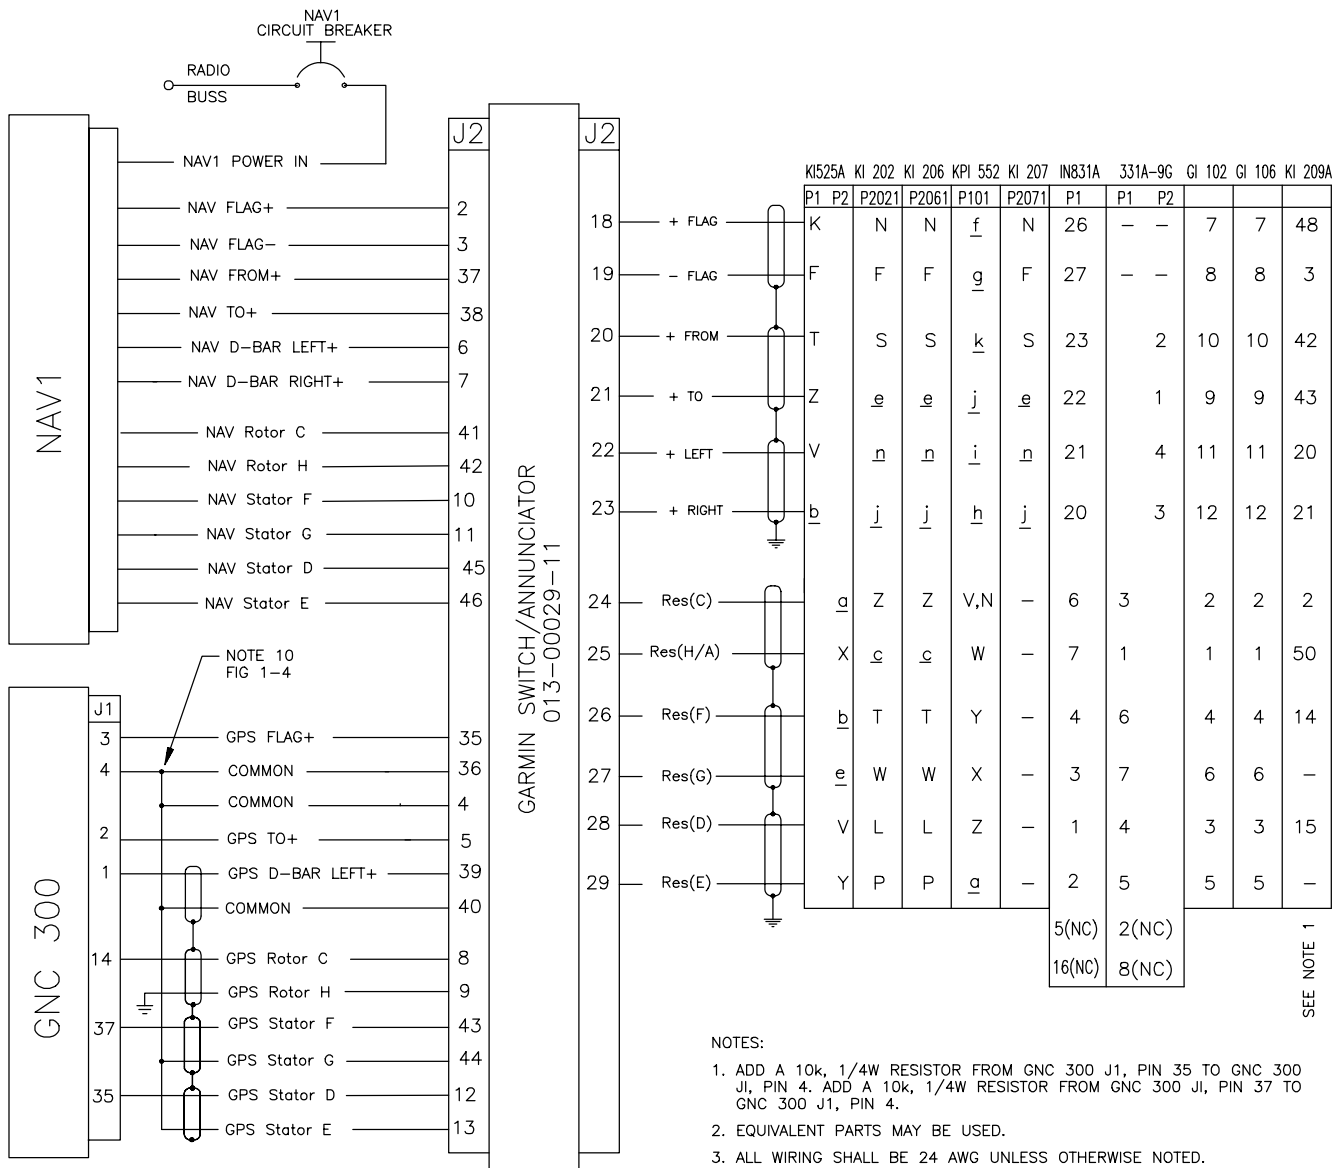 NAV1
CIRCUIT BREAKER
RADIO
BUSS
J2
J2
NAV1
NAV1 POWER IN
NAV FLAG+ 2
NAV FLAG− 3
NAV FROM+ 37
NAV TO+ 38
NAV D−BAR LEFT+ 6
NAV D−BAR RIGHT+ 7
NAV Rotor C 41
NAV Rotor H 42
NAV Stator F 10
NAV Stator G 11
NAV Stator D 45
NAV Stator E 46
NOTE 10
FIG 1−4
GNC 300
J1
3 GPS FLAG+ 35
4 COMMON 36
COMMON 4
2 GPS TO+ 5
1 GPS D−BAR LEFT+ 39
COMMON 40
14 GPS Rotor C 8
GPS Rotor H 9
37 GPS Stator F 43
GPS Stator G 44
35 GPS Stator D 12
GPS Stator E 13
GARMIN SWITCH/ANNUNCIATOR
013−00029−11
KI525A KI 202 KI 206 KPI 552 KI 207 IN831A 331A−9G GI 102 GI 106 KI 209A
P1 P2 P2021 P2061 P101 P2071 P1 P1 P2
18 + FLAG K N N f N 26 − − 7 7 48
19 − FLAG F F F g F 27 − − 8 8 3
20 + FROM T S S k S 23 2 10 10 42
21 + TO Z e e j e 22 1 9 9 43
22 + LEFT V n n i n 21 4 11 11 20
23 + RIGHT b j j h j 20 3 12 12 21
24 Res(C) a Z Z V,N − 6 3 2 2 2
25 Res(H/A) X c c W − 7 1 1 1 50
26 Res(F) b T T Y − 4 6 4 4 14
27 Res(G) e W W X − 3 7 6 6 −
28 Res(D) V L L Z − 1 4 3 3 15
29 Res(E) Y P P a − 2 5 5 5 −
5(NC) 2(NC)
16(NC) 8(NC)
SEE NOTE 1
NOTES:
1. ADD A 10k, 1/4W RESISTOR FROM GNC 300 J1, PIN 35 TO GNC 300
JI, PIN 4. ADD A 10k, 1/4W RESISTOR FROM GNC 300 JI, PIN 37 TO
GNC 300 J1, PIN 4.
2. EQUIVALENT PARTS MAY BE USED.
3. ALL WIRING SHALL BE 24 AWG UNLESS OTHERWISE NOTED.